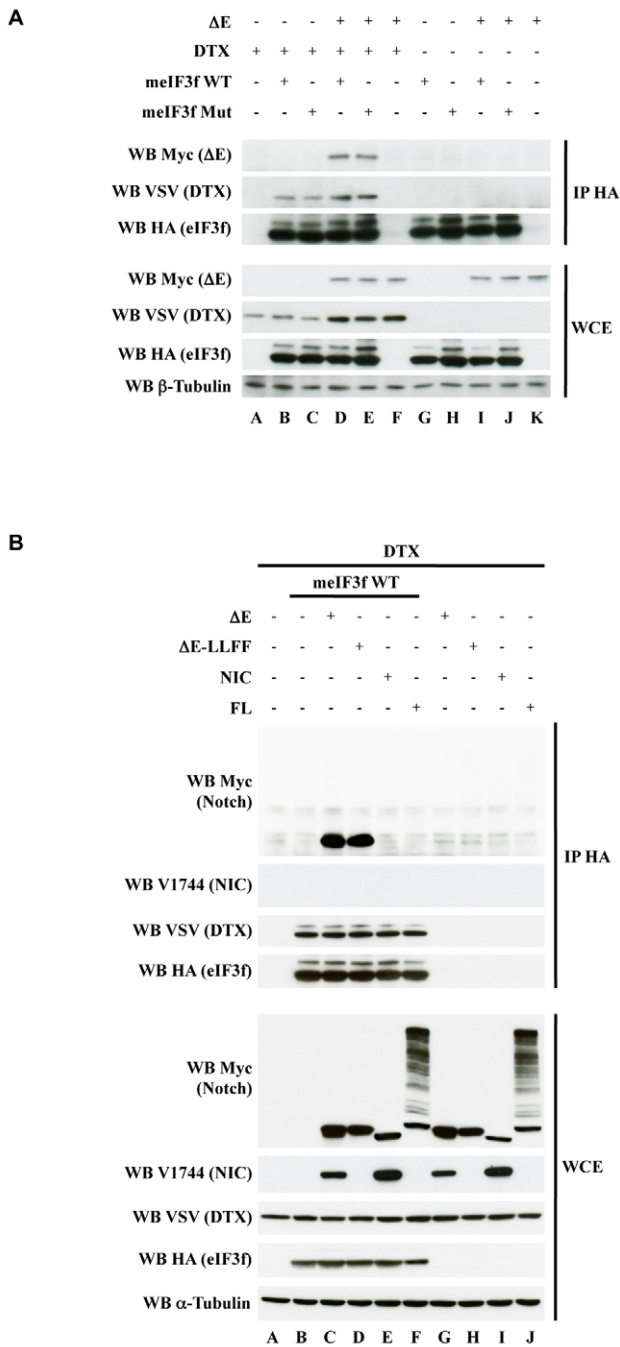 A
ΔE - - - + + + - - + + +
DTX + + + + + + - - - - -
meIF3f WT - + - + - - + - + - -
meIF3f Mut - - + - + - - + - + -
WB Myc (ΔE)
WB VSV (DTX)
WB HA (eIF3f)
IP HA
WB Myc (ΔE)
WB VSV (DTX)
WB HA (eIF3f)
WB β-Tubulin
WCE
A B C D E F G H I J K
B
DTX
meIF3f WT
ΔE - - + - - - + - - -
ΔE-LLFF - - - + - - - + - -
NIC - - - - + - - - + -
FL - - - - - + - - - +
WB Myc
(Notch)
WB V1744 (NIC)
WB VSV (DTX)
WB HA (eIF3f)
IP HA
WB Myc
(Notch)
WB V1744 (NIC)
WB VSV (DTX)
WB HA (eIF3f)
WB α-Tubulin
WCE
A B C D E F G H I J